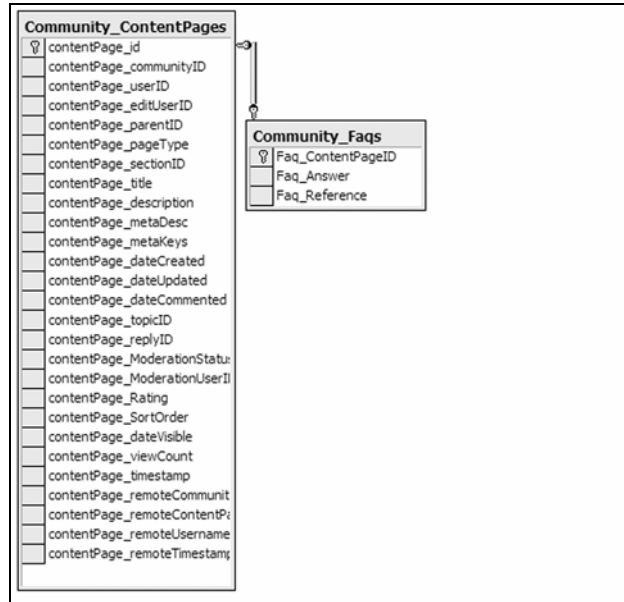 Community_ContentPages
contentPage_id
contentPage_communityID
contentPage_userID
contentPage_editUserID
contentPage_parentID
contentPage_pageType
contentPage_sectionID
contentPage_title
contentPage_description
contentPage_metaDesc
contentPage_metaKeys
contentPage_dateCreated
contentPage_dateUpdated
contentPage_dateCommented
contentPage_topicID
contentPage_replyID
contentPage_ModerationStatu
contentPage_ModerationUserI
contentPage_Rating
contentPage_SortOrder
contentPage_dateVisible
contentPage_viewCount
contentPage_timestamp
contentPage_remoteCommunit
contentPage_remoteContentPa
contentPage_remoteUsername
contentPage_remoteTimestamp
Community_Faqs
Faq_ContentPageID
Faq_Answer
Faq_Reference